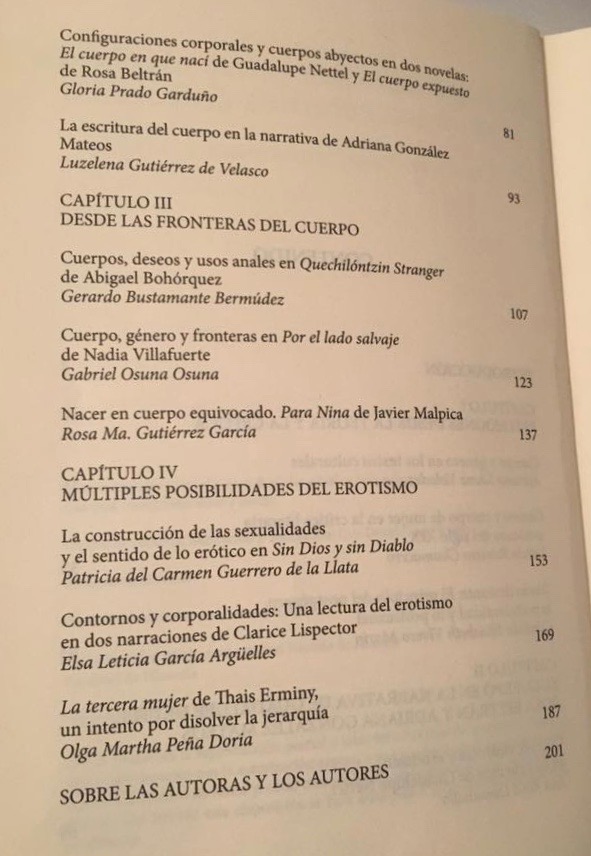 Configuraciones corporales y cuerpos abyectos en dos novelas:
El cuerpo en que nací de Guadalupe Nettel y El cuerpo expuesto
de Rosa Beltrán
Gloria Prado Garduño 81
La escritura del cuerpo en la narrativa de Adriana González
Mateos
Luzelena Gutiérrez de Velasco 93
CAPÍTULO III
DESDE LAS FRONTERAS DEL CUERPO
Cuerpos, deseos y usos anales en Quechilóntzin Stranger
de Abigael Bohórquez
Gerardo Bustamante Bermúdez 107
Cuerpo, género y fronteras en Por el lado salvaje
de Nadia Villafuerte
Gabriel Osuna Osuna 123
Nacer en cuerpo equivocado. Para Nina de Javier Malpica
Rosa Ma. Gutiérrez García 137
CAPÍTULO IV
MÚLTIPLES POSIBILIDADES DEL EROTISMO
La construcción de las sexualidades
y el sentido de lo erótico en Sin Dios y sin Diablo
Patricia del Carmen Guerrero de la Llata 153
Contornos y corporalidades: Una lectura del erotismo
en dos narraciones de Clarice Lispector
Elsa Leticia García Argüelles 169
La tercera mujer de Thais Erminy,
un intento por disolver la jerarquía
Olga Martha Peña Doria 187
SOBRE LAS AUTORAS Y LOS AUTORES 201